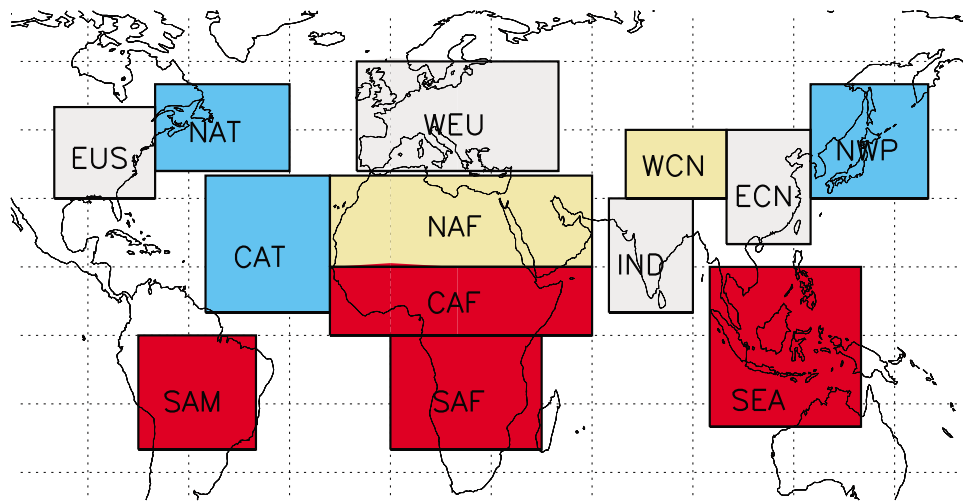 WEU
NAT
EUS
NWP
WCN
ECN
NAF
CAT
IND
CAF
SAM
SAF
SEA